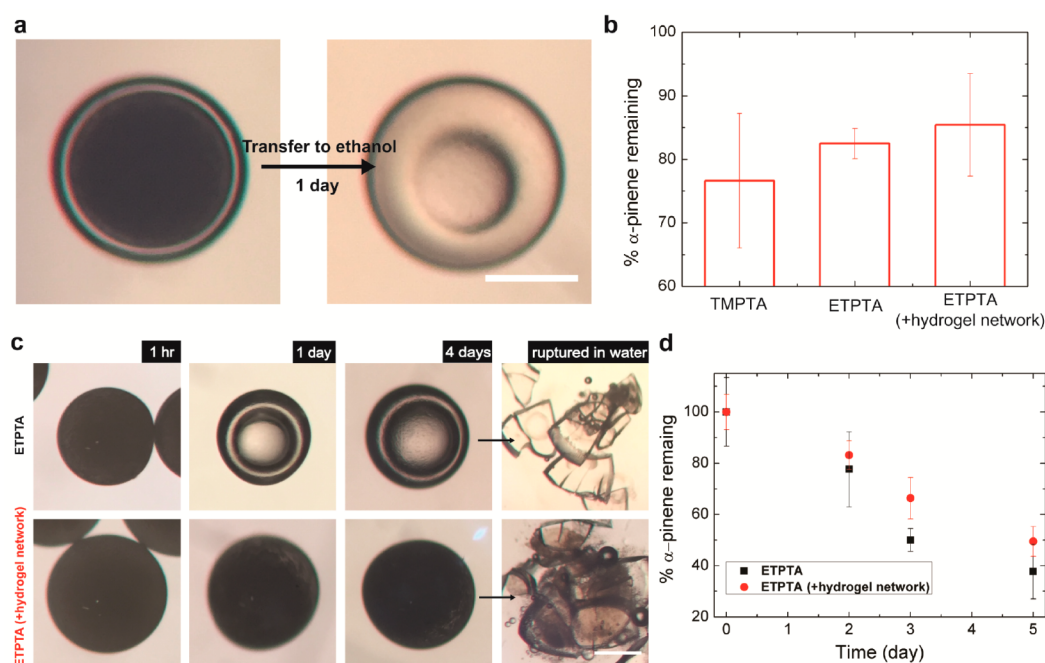 a
Transfer to ethanol
1 day
b
% α-pinene remaining
100
90
80
70
60
TMPTA
ETPTA
ETPTA
(+hydrogel network)
c
1 hr
1 day
4 days
ruptured in water
ETPTA
ETPTA (+hydrogel network)
d
% α-pinene remaing
100
80
60
40
20
ETPTA
ETPTA (+hydrogel network)
0
1
2
3
4
5
Time (day)